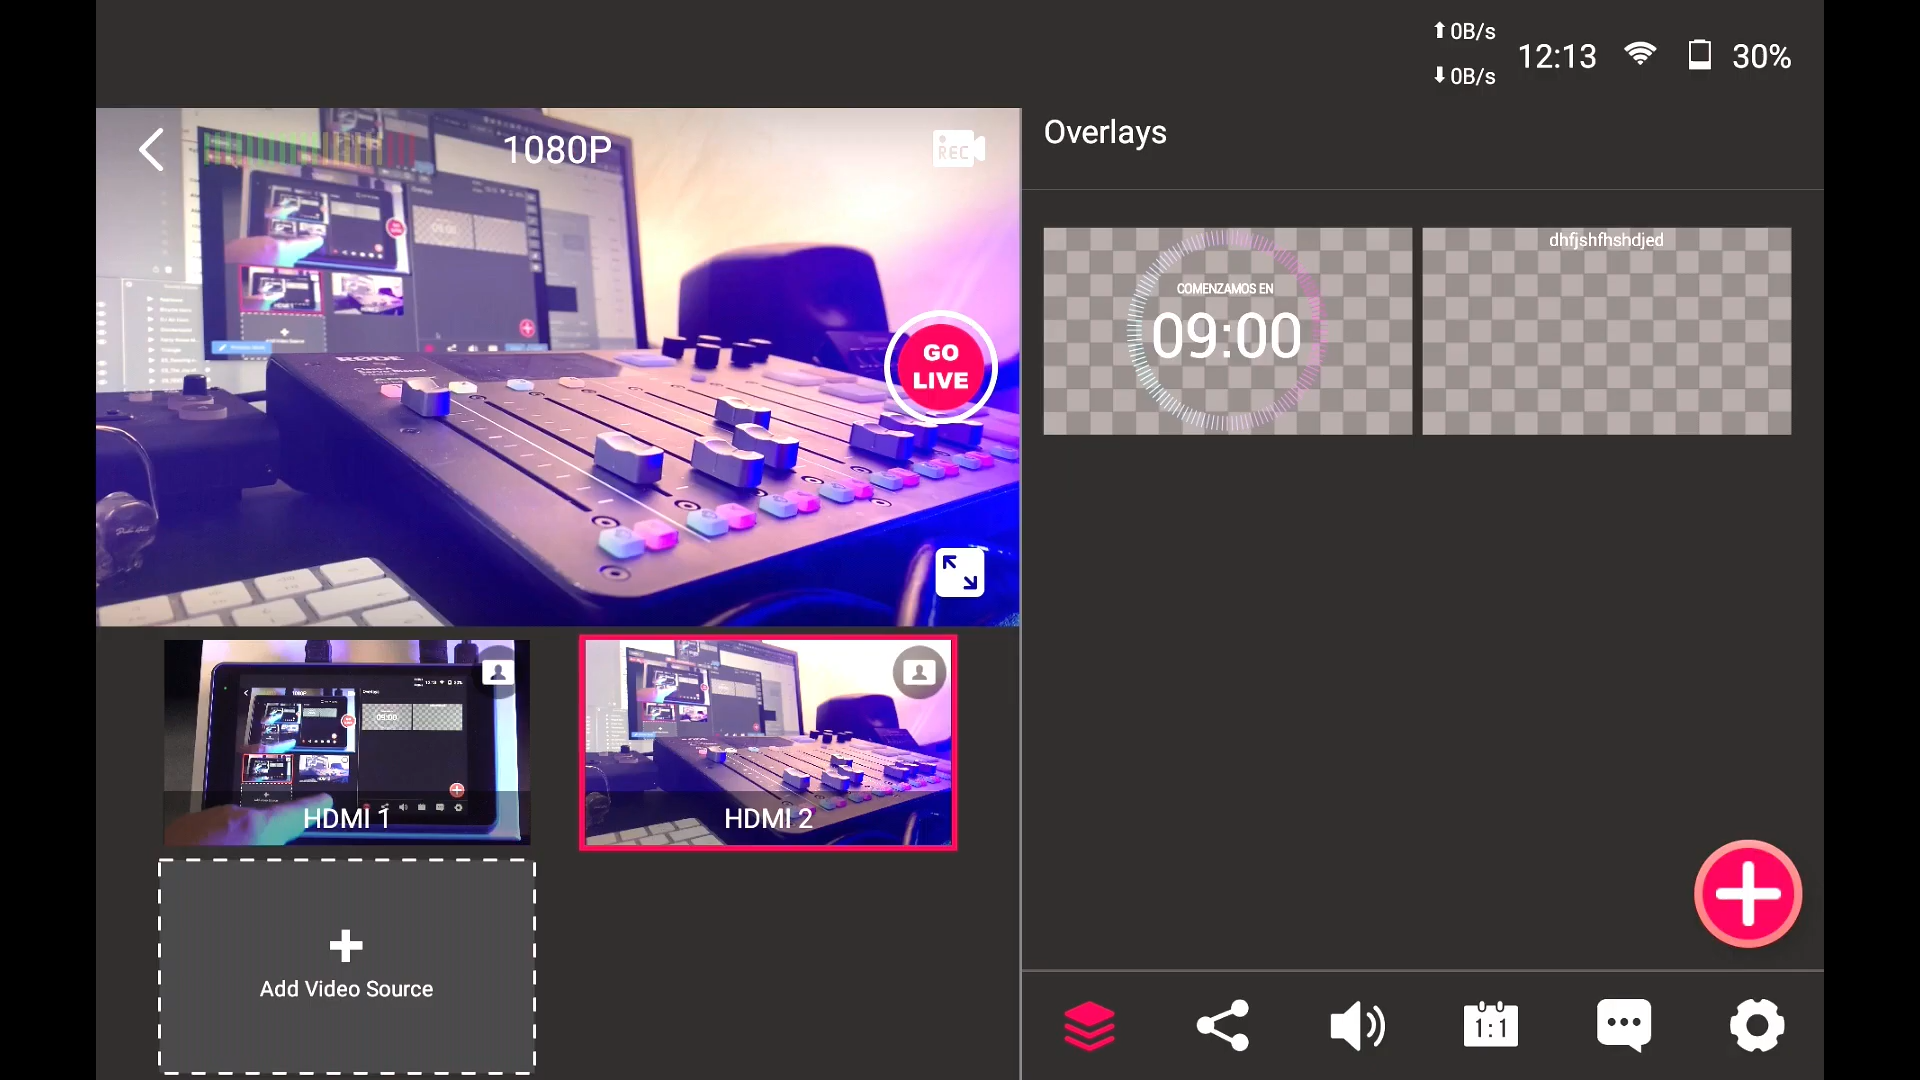 0B/s
0B/s
12:13
30%
1080P
REC
Overlays
RØDE
GO
LIVE
COMENZAMOS EN
09:00
dhfjshfhshdjed
HDMI 1
HDMI 2
Add Video Source
1:1